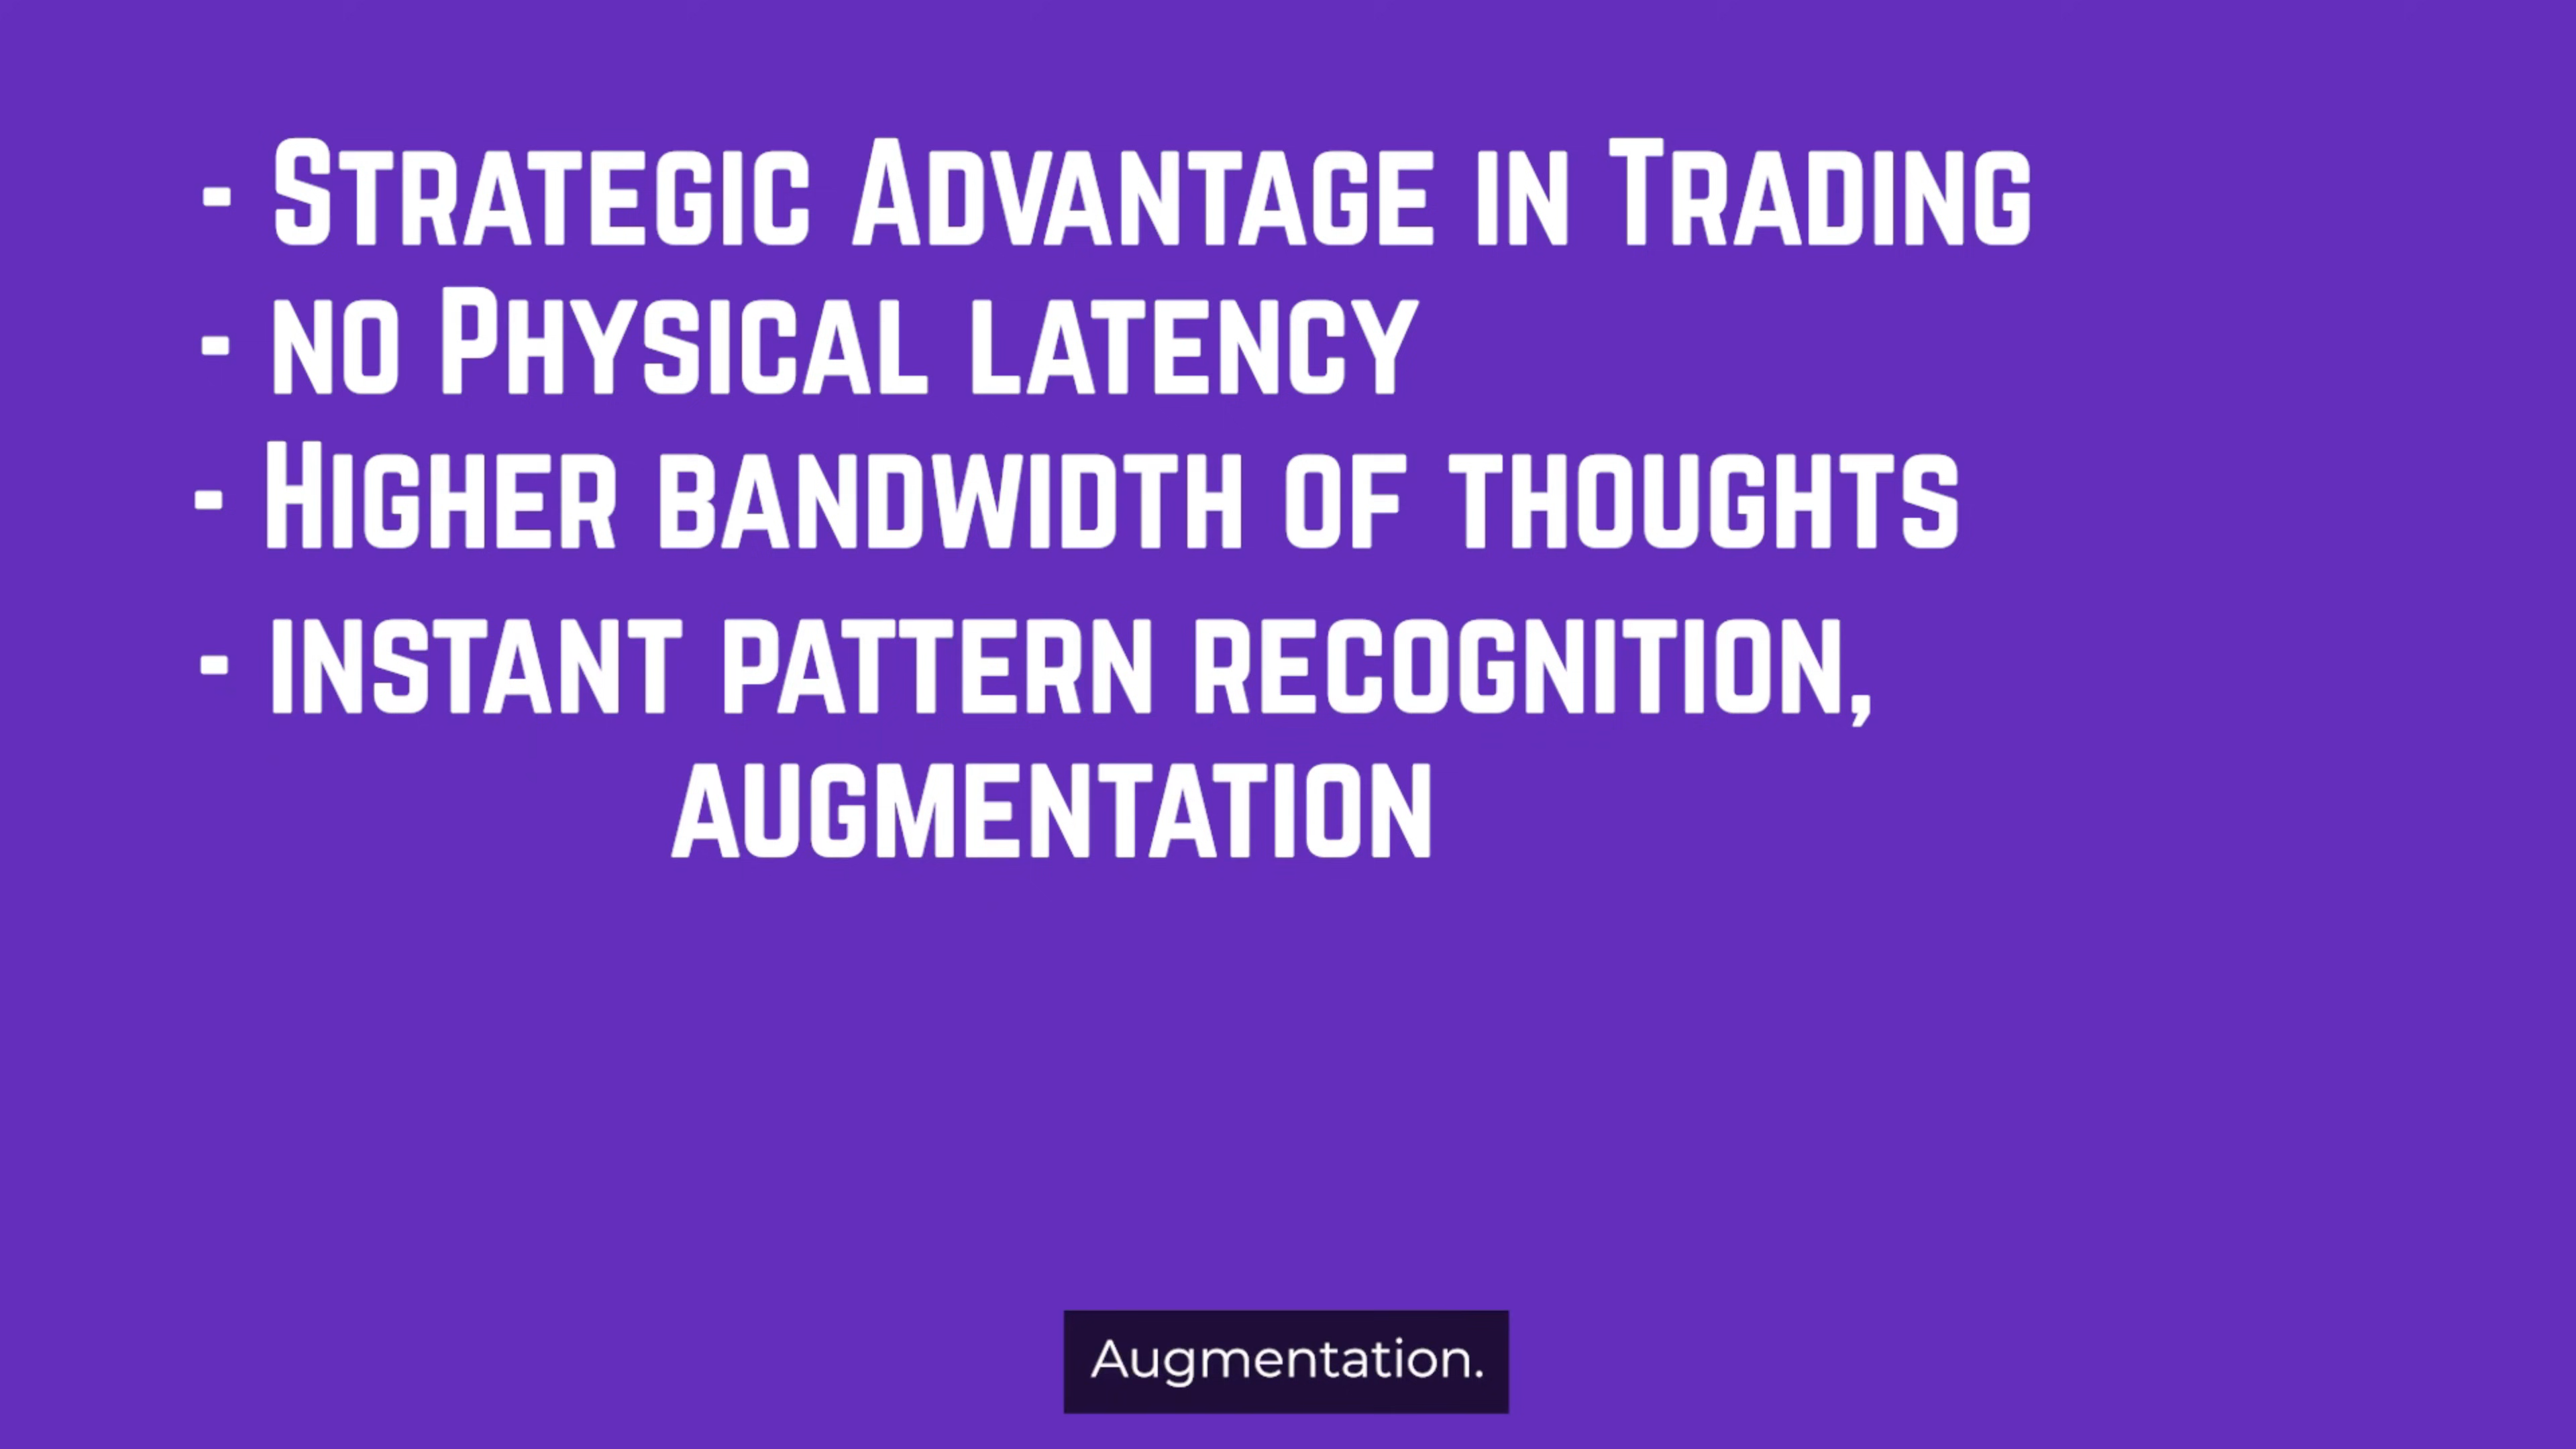 - Strategic Advantage in Trading
- no Physical latency
- Higher bandwidth of thoughts
- instant pattern recognition,
augmentation
Augmentation.